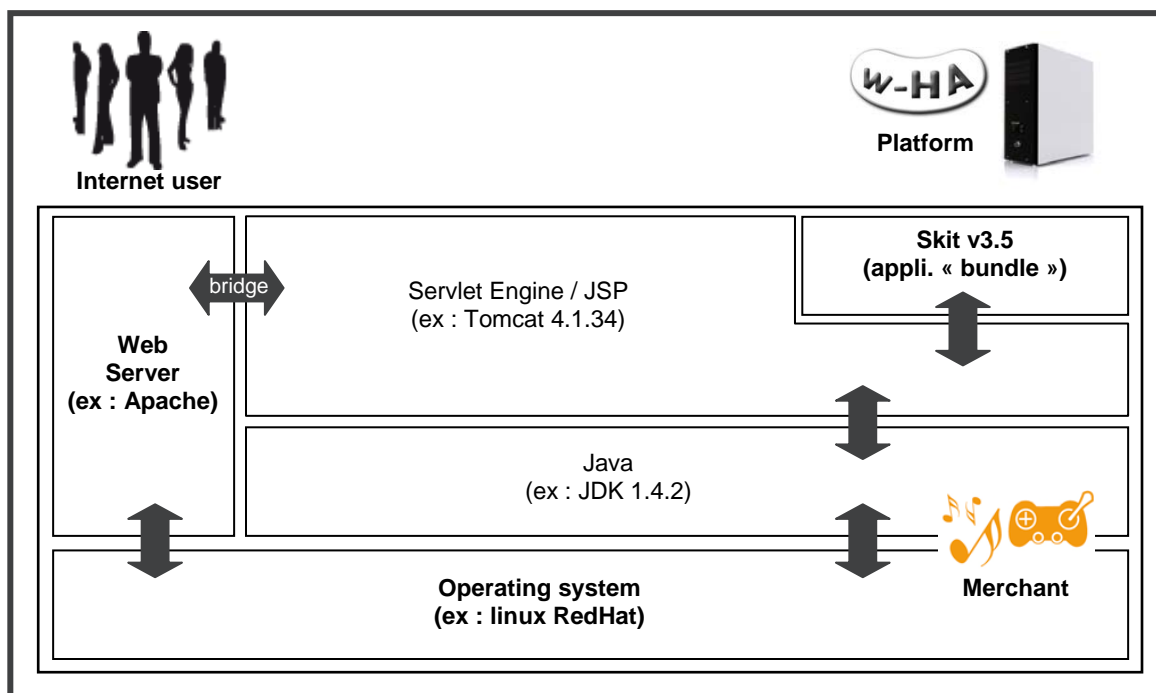 W-HA
Platform
Internet user
Skit v3.5
(appli. « bundle »)
bridge
Servlet Engine / JSP
(ex : Tomcat 4.1.34)
Web
Server
(ex : Apache)
Java
(ex : JDK 1.4.2)
Operating system
(ex : linux RedHat)
Merchant